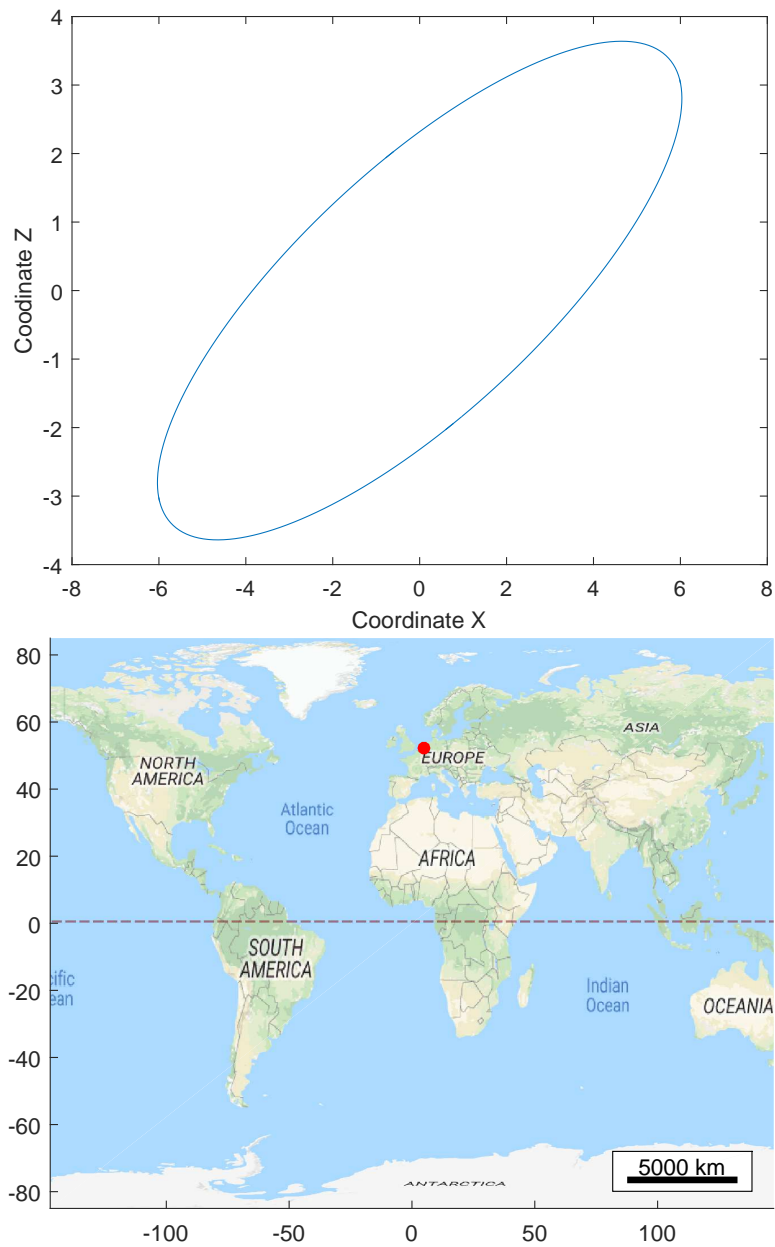 4
3
2
1
0
-1
-2
-3
-4
Coodinate Z
-8
-6
-4
-2
0
2
4
6
8
Coordinate X
80
60
40
20
0
-20
-40
-60
-80
NORTH
AMERICA
ASIA
EUROPE
Atlantic
Ocean
AFRICA
SOUTH
AMERICA
cific
ean
Indian
Ocean
OCEANIA
ANTARCTICA
5000 km
-100
-50
0
50
100